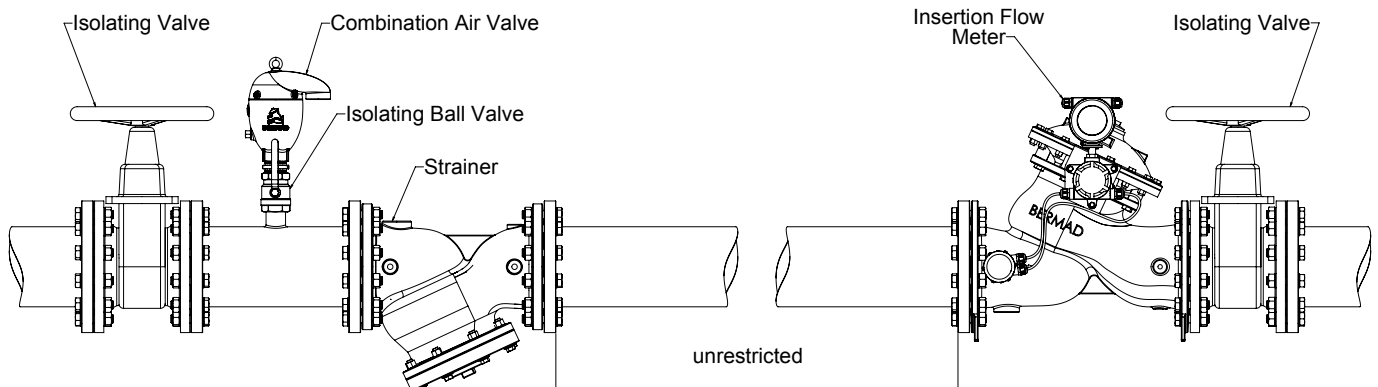 Isolating Valve
Combination Air Valve
Insertion Flow
Meter
Isolating Valve
Isolating Ball Valve
Strainer
BERMAD
unrestricted